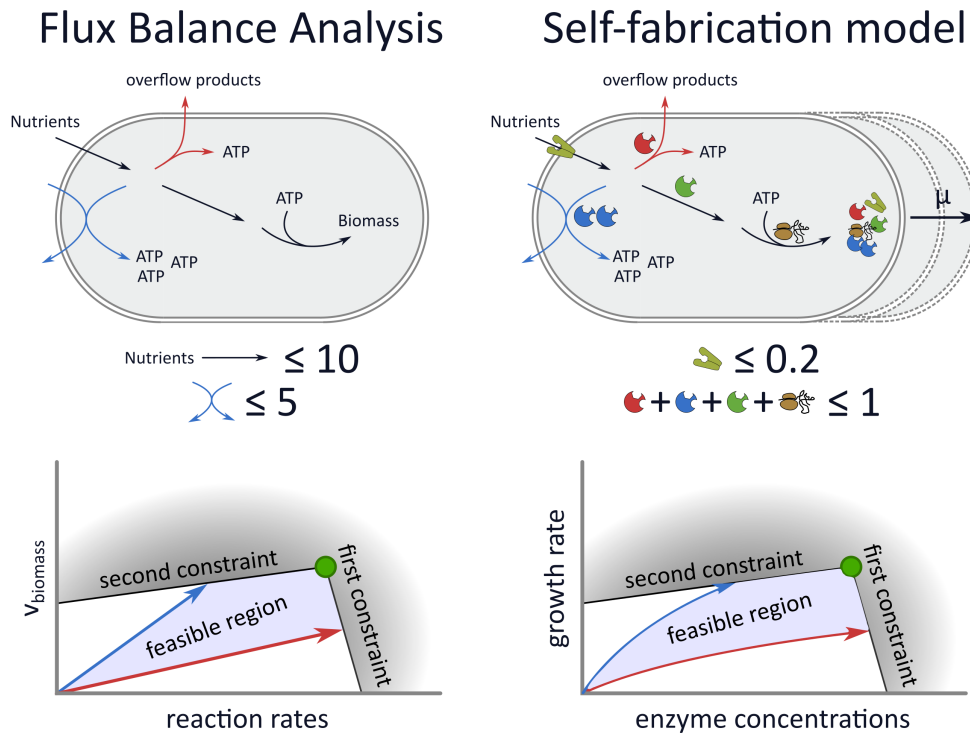 Flux Balance Analysis
Self-fabrication model
overflow products
Nutrients
ATP
ATP
Biomass
ATP
ATP
ATP
overflow products
Nutrients
ATP
ATP
ATP
ATP
ATP
μ
Nutrients ≤ 10
≤ 5
≤ 0.2
+ + + ≤ 1
second constraint
first constraint
feasible region
vbiomass
reaction rates
second constraint
first constraint
feasible region
growth rate
enzyme concentrations